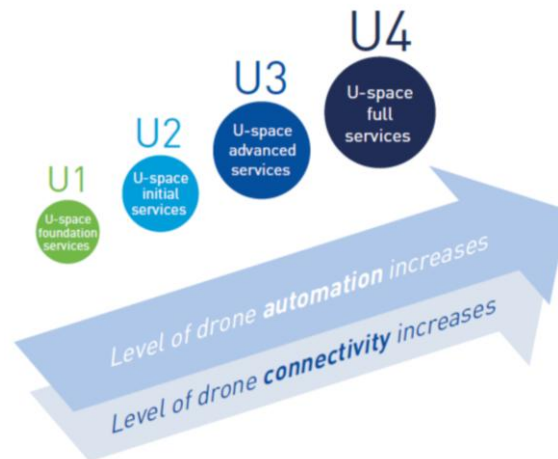 U1
U-space
foundation
services
U2
U-space
initial
services
U3
U-space
advanced
services
U4
U-space
full
services
Level of drone automation increases
Level of drone connectivity increases